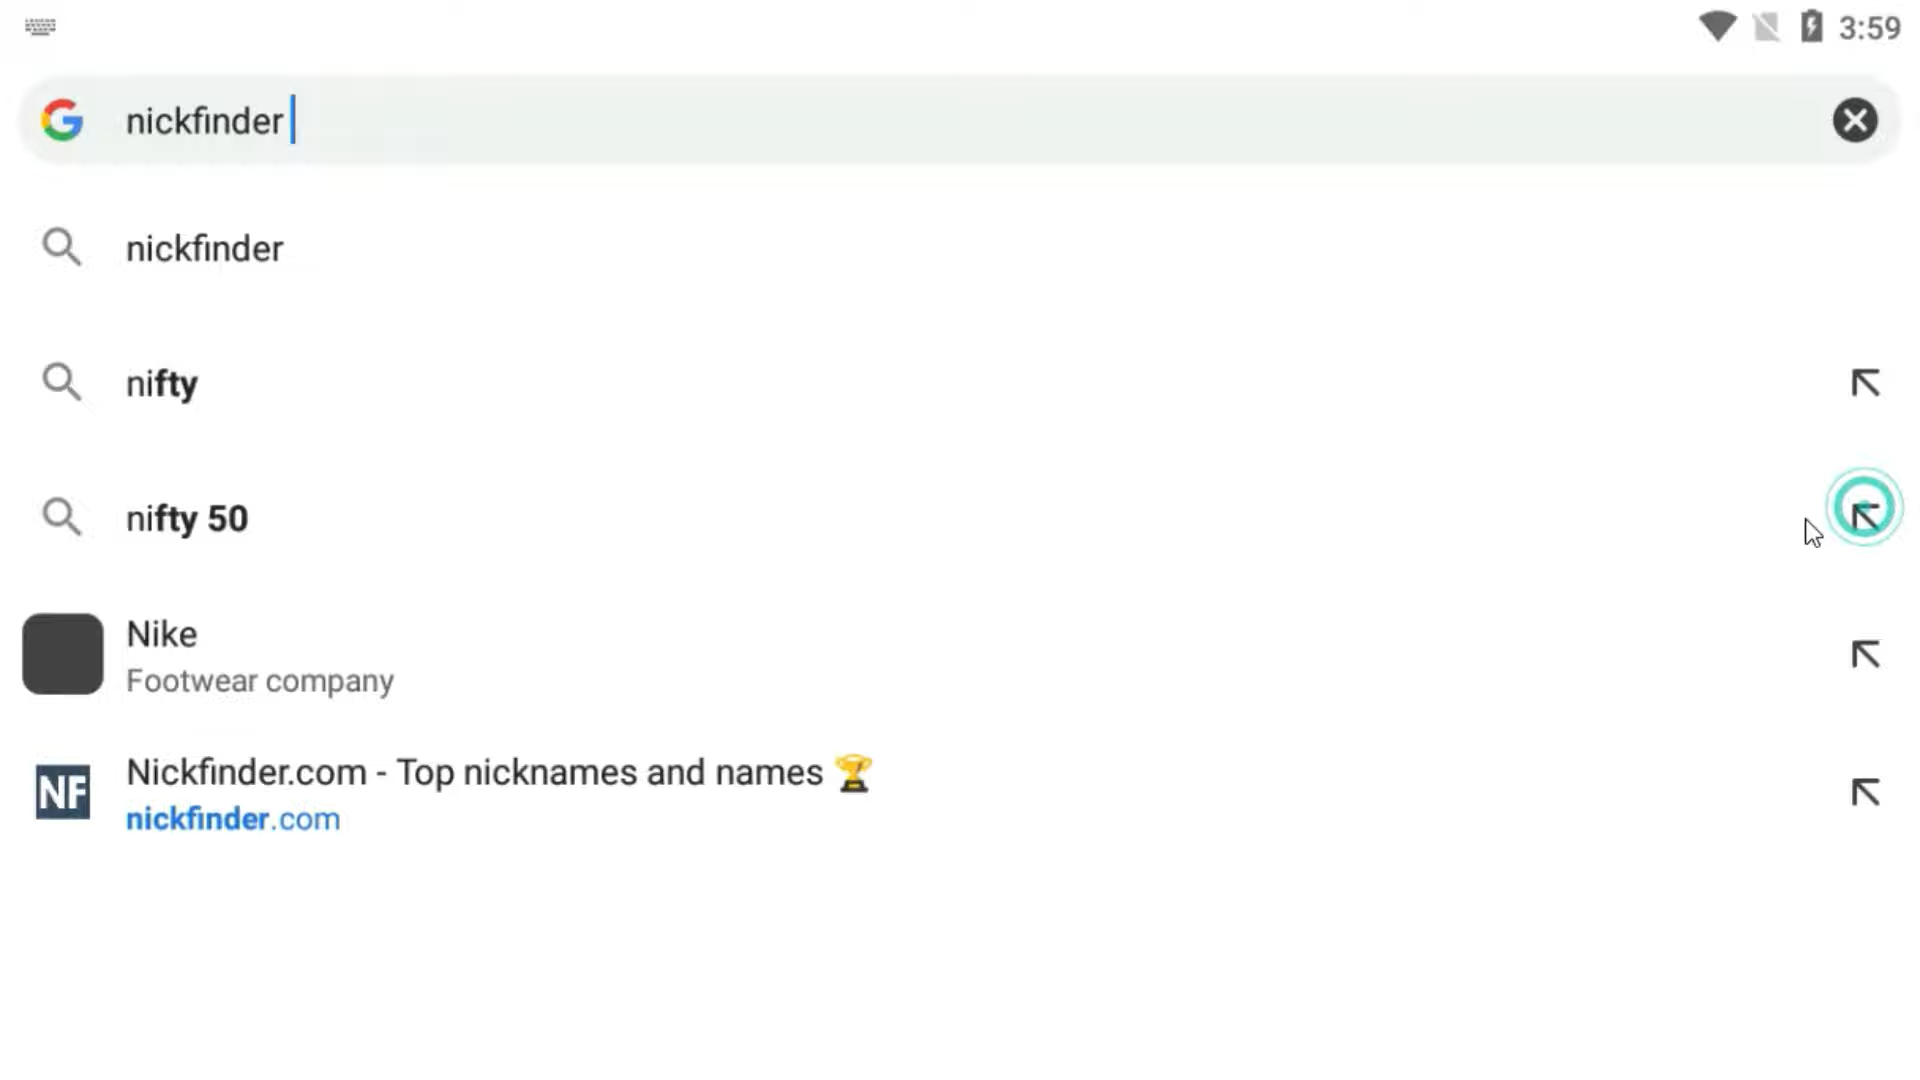 3:59
nickfinder
nickfinder
nifty
nifty 50
Nike
Footwear company
NF
Nickfinder.com - Top nicknames and names 🏆
nickfinder.com